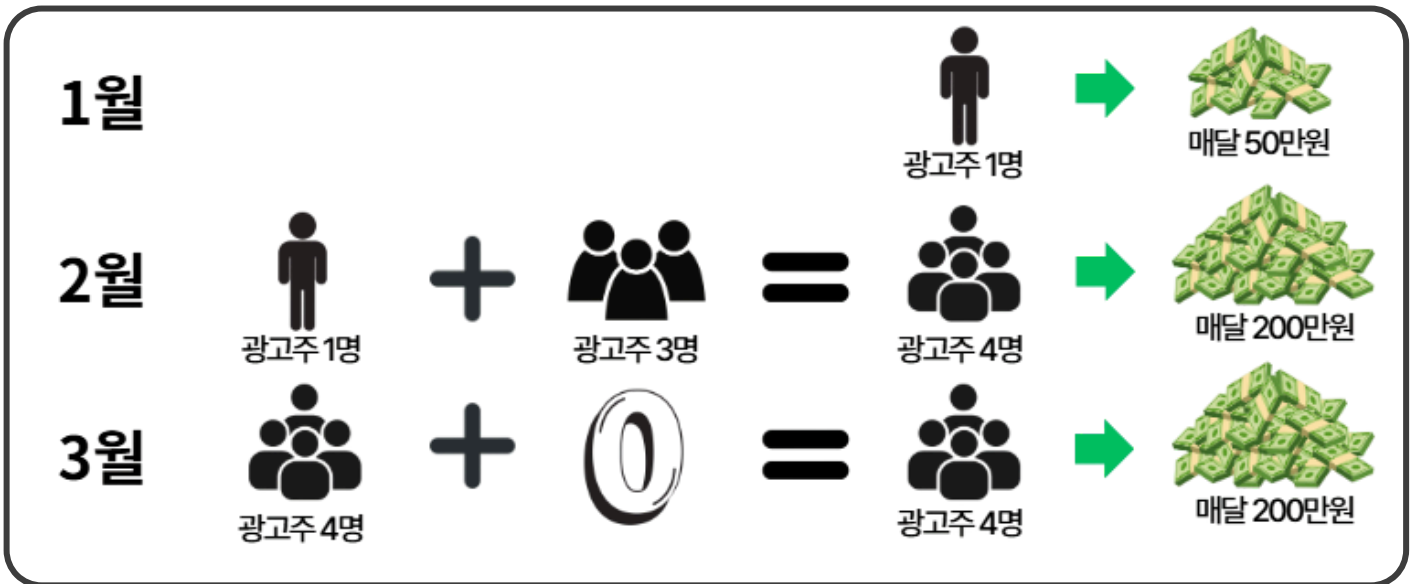 1월
광고주 1명
매달 50만원
2월
광고주 1명
광고주 3명
광고주 4명
매달 200만원
3월
광고주 4명
0
광고주 4명
매달 200만원